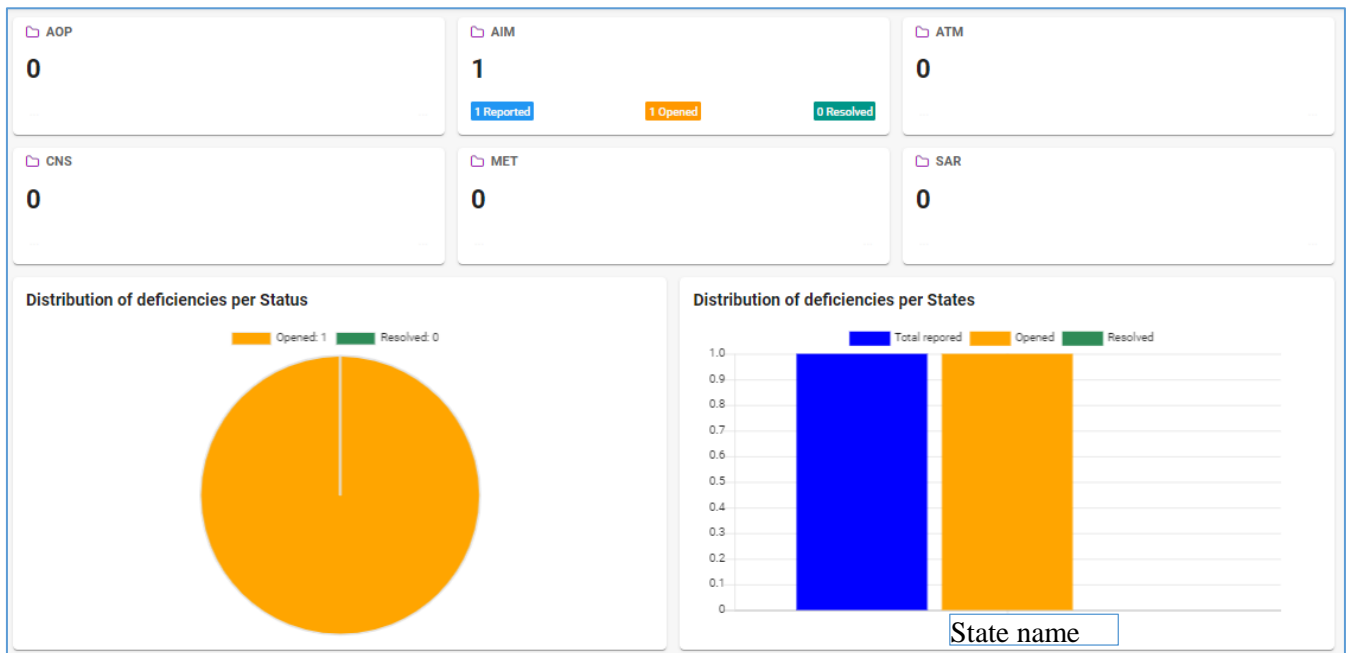 AOP
0
AIM
1
1 Reported
1 Opened
0 Resolved
ATM
0
CNS
0
MET
0
SAR
0
Distribution of deficiencies per Status
Opened: 1
Resolved: 0
Distribution of deficiencies per States
Total repored
Opened
Resolved
1.0
0.9
0.8
0.7
0.6
0.5
0.4
0.3
0.2
0.1
0
State name